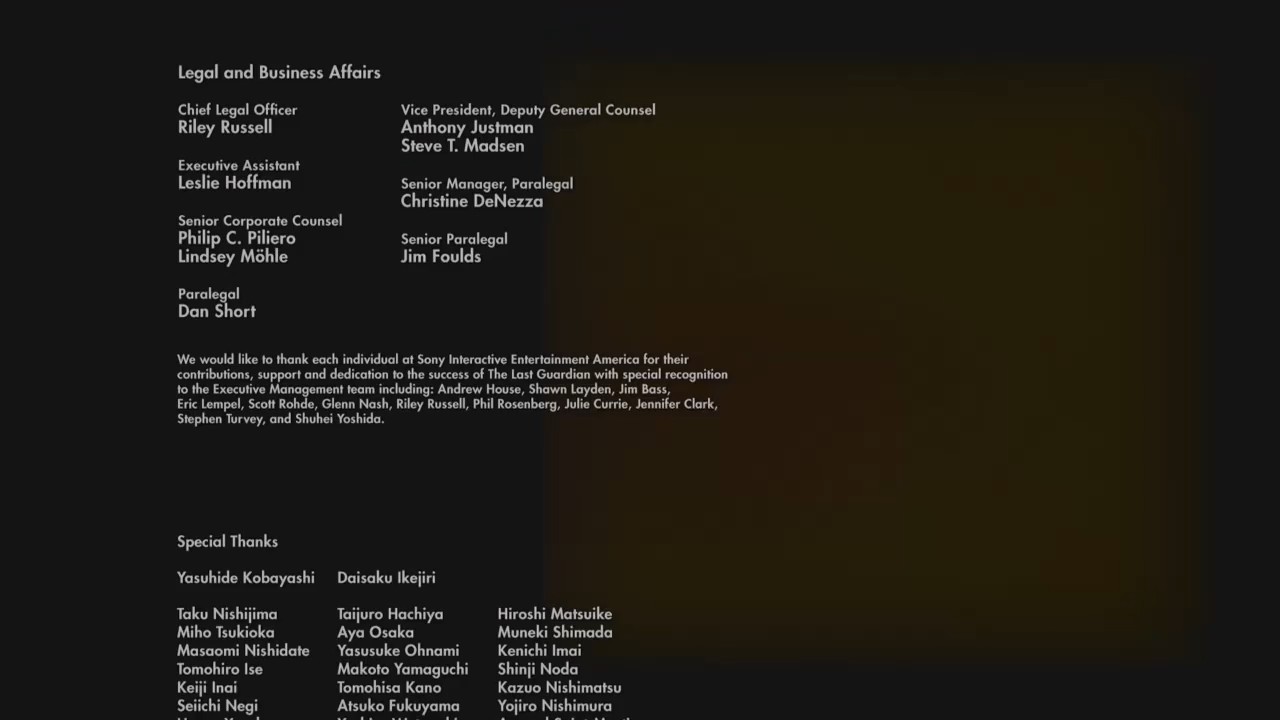 Legal and Business Affairs
Chief Legal Officer
Riley Russell
Executive Assistant
Leslie Hoffman
Senior Corporate Counsel
Philip C. Piliero
Lindsey Möhle
Paralegal
Dan Short
Vice President, Deputy General Counsel
Anthony Justman
Steve T. Madsen
Senior Manager, Paralegal
Christine DeNezza
Senior Paralegal
Jim Foulds
We would like to thank each individual at Sony Interactive Entertainment America for their
contributions, support and dedication to the success of The Last Guardian with special recognition
to the Executive Management team including: Andrew House, Shawn Layden, Jim Bass,
Eric Lempel, Scott Rohde, Glenn Nash, Riley Russell, Phil Rosenberg, Julie Currie, Jennifer Clark,
Stephen Turvey, and Shuhei Yoshida.
Special Thanks
Yasuhide Kobayashi Daisaku Ikejiri
Taku Nishijima Taijuro Hachiya Hiroshi Matsuike
Miho Tsukioka Aya Osaka Muneki Shimada
Masaomi Nishidate Yasusuke Ohnami Kenichi Imai
Tomohiro Ise Makoto Yamaguchi Shinji Noda
Keiji Inai Tomohisa Kano Kazuo Nishimatsu
Seiichi Negi Atsuko Fukuyama Yojiro Nishimura